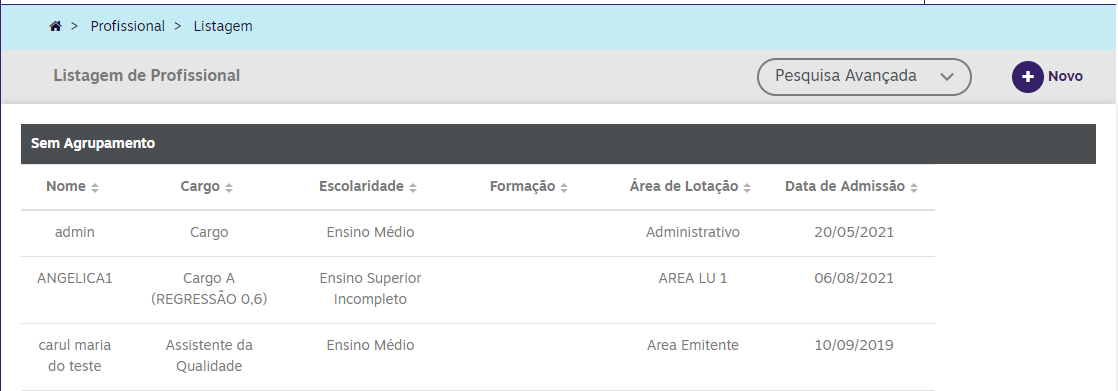 > Profissional > Listagem
Listagem de Profissional
Pesquisa Avançada
Novo
Sem Agrupamento
Nome Cargo Escolaridade Formação Área de Lotação Data de Admissão
admin Cargo Ensino Médio Administrativo 20/05/2021
ANGELICA1 Cargo A Ensino Superior AREA LU 1 06/08/2021
(REGRESSÃO 0,6) Incompleto
carul maria Assistente da Ensino Médio Area Emitente 10/09/2019
do teste Qualidade